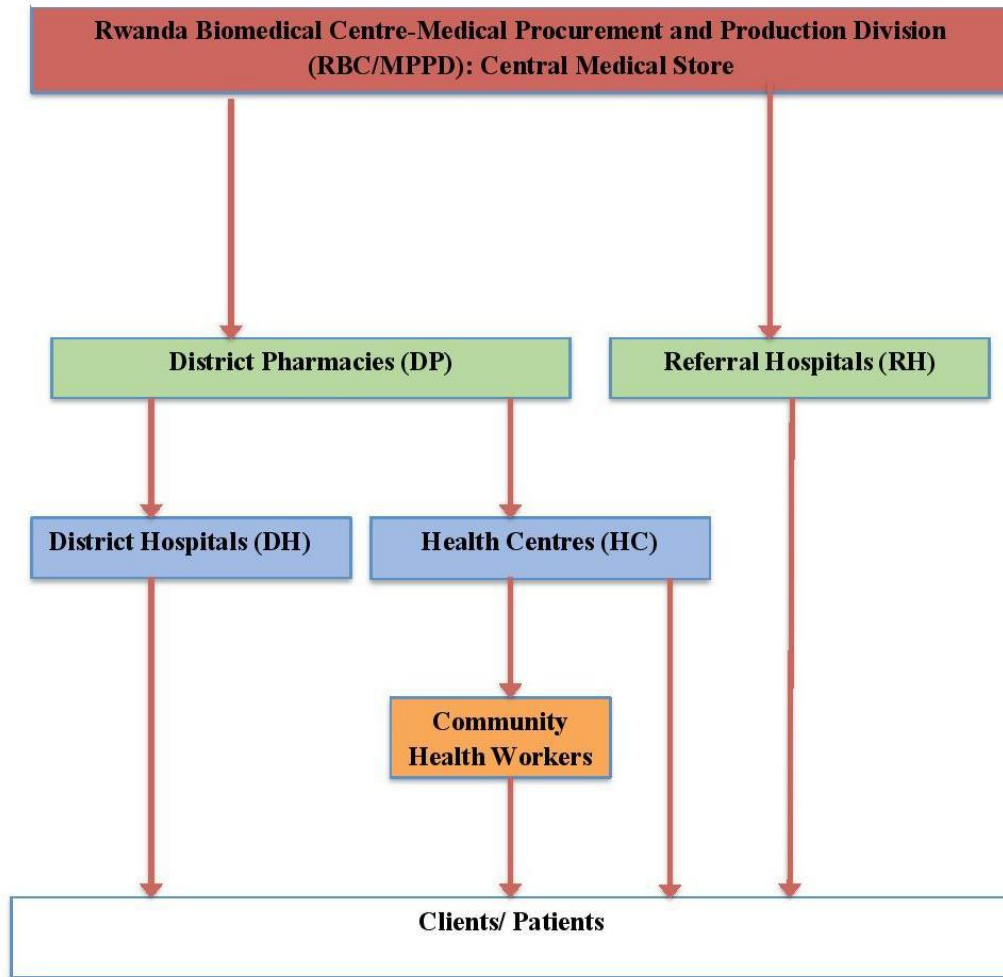 Rwanda Biomedical Centre-Medical Procurement and Production Division
(RBC/MPPD): Central Medical Store
District Pharmacies (DP)
Referral Hospitals (RH)
District Hospitals (DH)
Health Centres (HC)
Community
Health Workers
Clients/ Patients